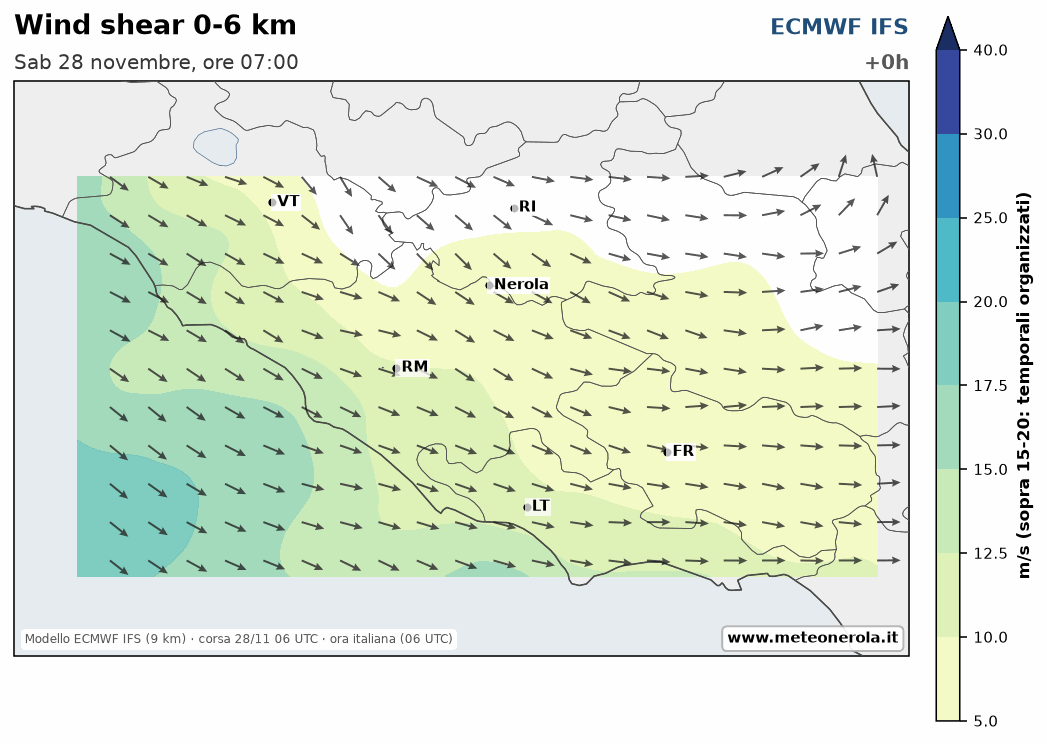 Wind shear 0-6 km
ECMWF IFS
Sab 28 novembre, ore 07:00
+0h
VT
RI
Nerola
RM
FR
LT
40.0
30.0
25.0
20.0
17.5
15.0
12.5
10.0
5.0
m/s (sopra 15-20: temporali organizzati)
Modello ECMWF IFS (9 km) · corsa 28/11 06 UTC · ora italiana (06 UTC)
www.meteonerola.it